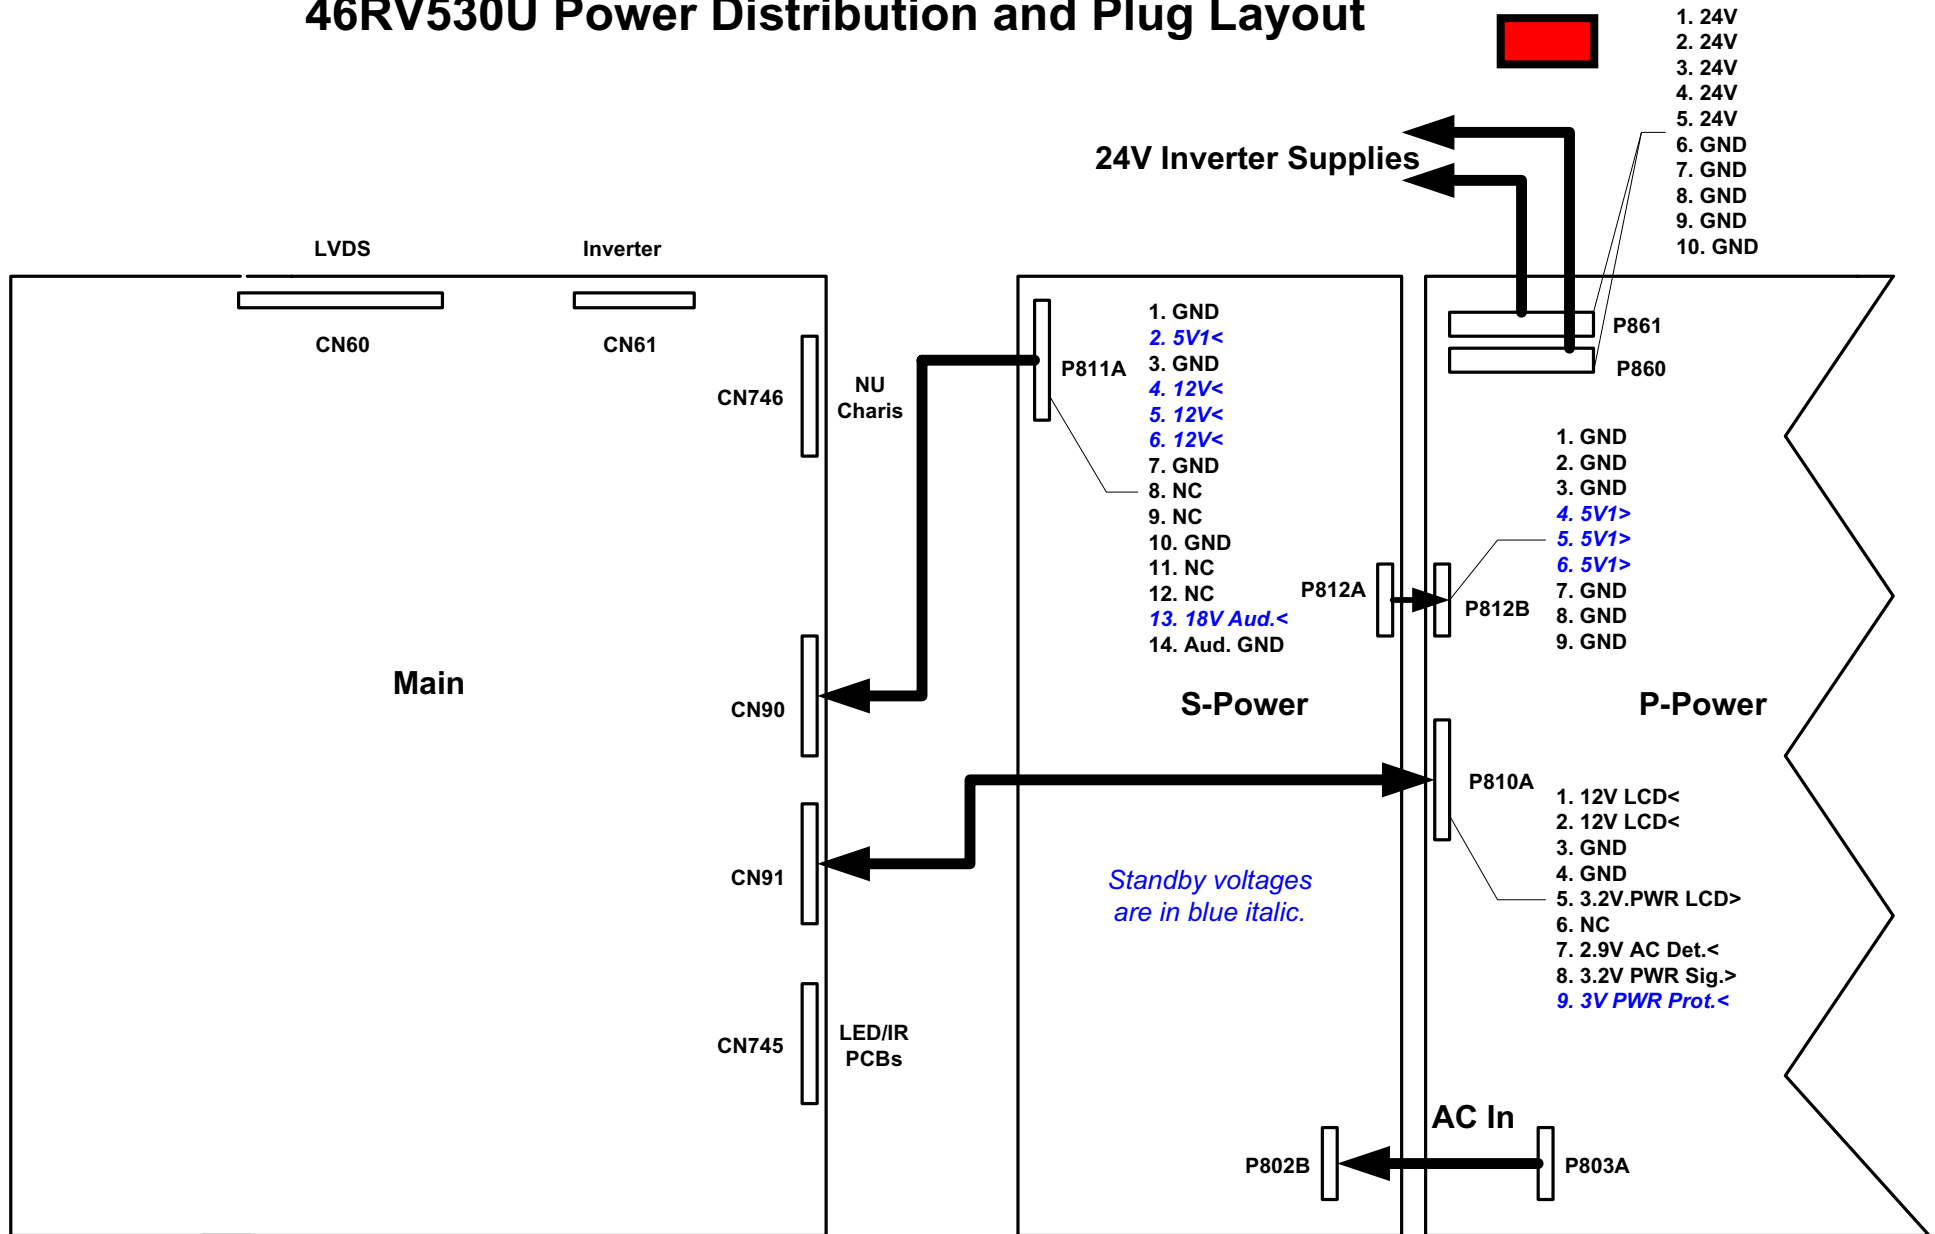 46RV530U Power Distribution and Plug Layout
1. 24V
2. 24V
3. 24V
4. 24V
5. 24V
6. GND
7. GND
8. GND
9. GND
10. GND
24V Inverter Supplies
LVDS
Inverter
CN60
CN61
CN746
NU
Charis
P811A
1. GND
2. 5V1<
3. GND
4. 12V<
5. 12V<
6. 12V<
7. GND
8. NC
9. NC
10. GND
11. NC
12. NC
13. 18V Aud.<
14. Aud. GND
P861
P860
1. GND
2. GND
3. GND
4. 5V1>
5. 5V1>
6. 5V1>
7. GND
8. GND
9. GND
P812A
P812B
Main
CN90
S-Power
P-Power
P810A
1. 12V LCD<
2. 12V LCD<
3. GND
4. GND
5. 3.2V.PWR LCD>
6. NC
7. 2.9V AC Det.<
8. 3.2V PWR Sig.>
9. 3V PWR Prot.<
CN91
Standby voltages
are in blue italic.
CN745
LED/IR
PCBs
AC In
P802B
P803A